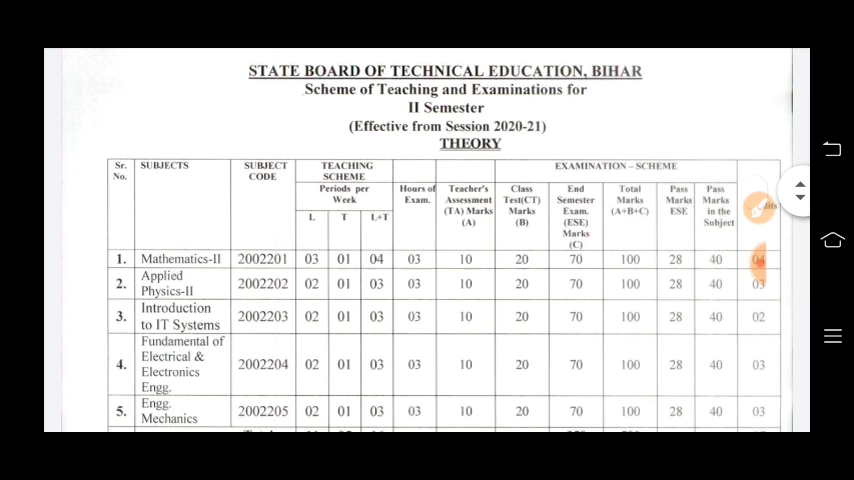 STATE BOARD OF TECHNICAL EDUCATION, BIHAR
Scheme of Teaching and Examinations for
II Semester
(Effective from Session 2020-21)
THEORY
Sr. No. SUBJECTS SUBJECT CODE TEACHING SCHEME EXAMINATION – SCHEME
Periods per Week Hours of Exam. Teacher's Assessment (TA) Marks (A) Class Test(CT) Marks (B) End Semester Exam. (ESE) Marks (C) Total Marks (A+B+C) Pass Marks ESE Pass Marks in the Subject
L T L+T
1. Mathematics-II 2002201 03 01 04 03 10 20 70 100 28 40 04
2. Applied Physics-II 2002202 02 01 03 03 10 20 70 100 28 40 03
3. Introduction to IT Systems 2002203 02 01 03 03 10 20 70 100 28 40 02
4. Fundamental of Electrical & Electronics Engg. 2002204 02 01 03 03 10 20 70 100 28 40 03
5. Engg. Mechanics 2002205 02 01 03 03 10 20 70 100 28 40 03